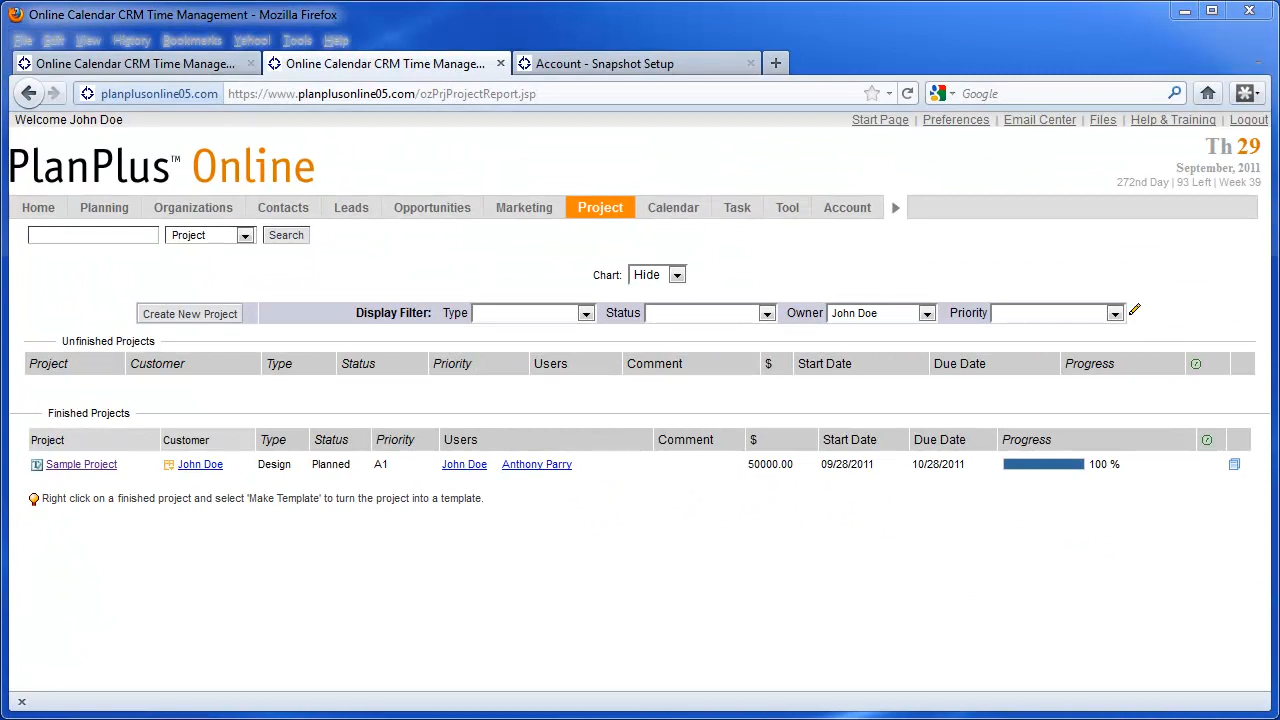 Online Calendar CRM Time Management - Mozilla Firefox
File Edit View History Bookmarks Yahoo! Tools Help
Online Calendar CRM Time Manage... × Online Calendar CRM Time Manage... × Account - Snapshot Setup × +
planplusonline05.com https://www.planplusonline05.com/ozPrjProjectReport.jsp Google
Welcome John Doe Start Page | Preferences | Email Center | Files | Help & Training | Logout
PlanPlus™ Online
Th 29
September, 2011
272nd Day | 93 Left | Week 39
Home Planning Organizations Contacts Leads Opportunities Marketing Project Calendar Task Tool Account
Project Search
Chart: Hide
Create New Project Display Filter: Type Status Owner John Doe Priority
Unfinished Projects
Project Customer Type Status Priority Users Comment $ Start Date Due Date Progress
Finished Projects
Project Customer Type Status Priority Users Comment $ Start Date Due Date Progress
Sample Project John Doe Design Planned A1 John Doe Anthony Parry 50000.00 09/28/2011 10/28/2011 100 %
Right click on a finished project and select 'Make Template' to turn the project into a template.
×